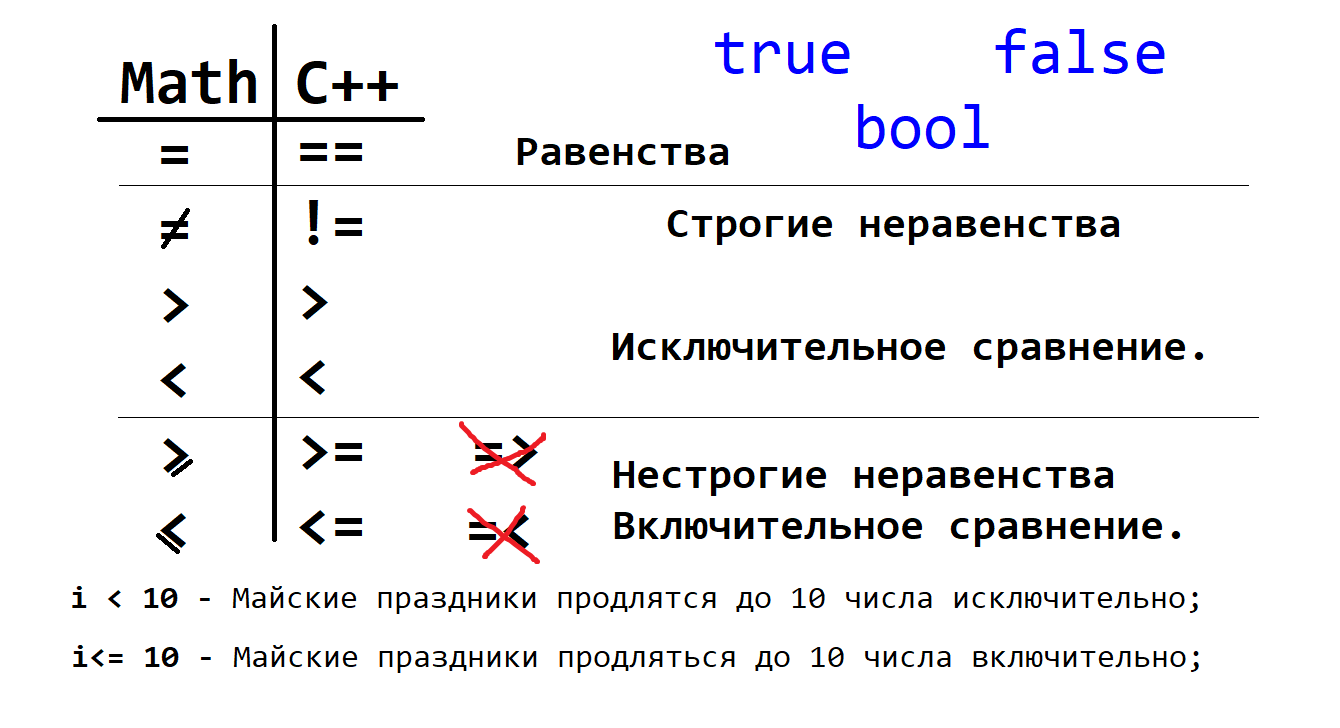 true false
Math C++ bool
= == Равенства
≠ != Строгие неравенства
> >
Исключительное сравнение.
< <
⩾ >= => Нестрогие неравенства
⩽ <= =< Включительное сравнение.
i < 10 - Майские праздники продлятся до 10 числа исключительно;
i<= 10 - Майские праздники продляться до 10 числа включительно;